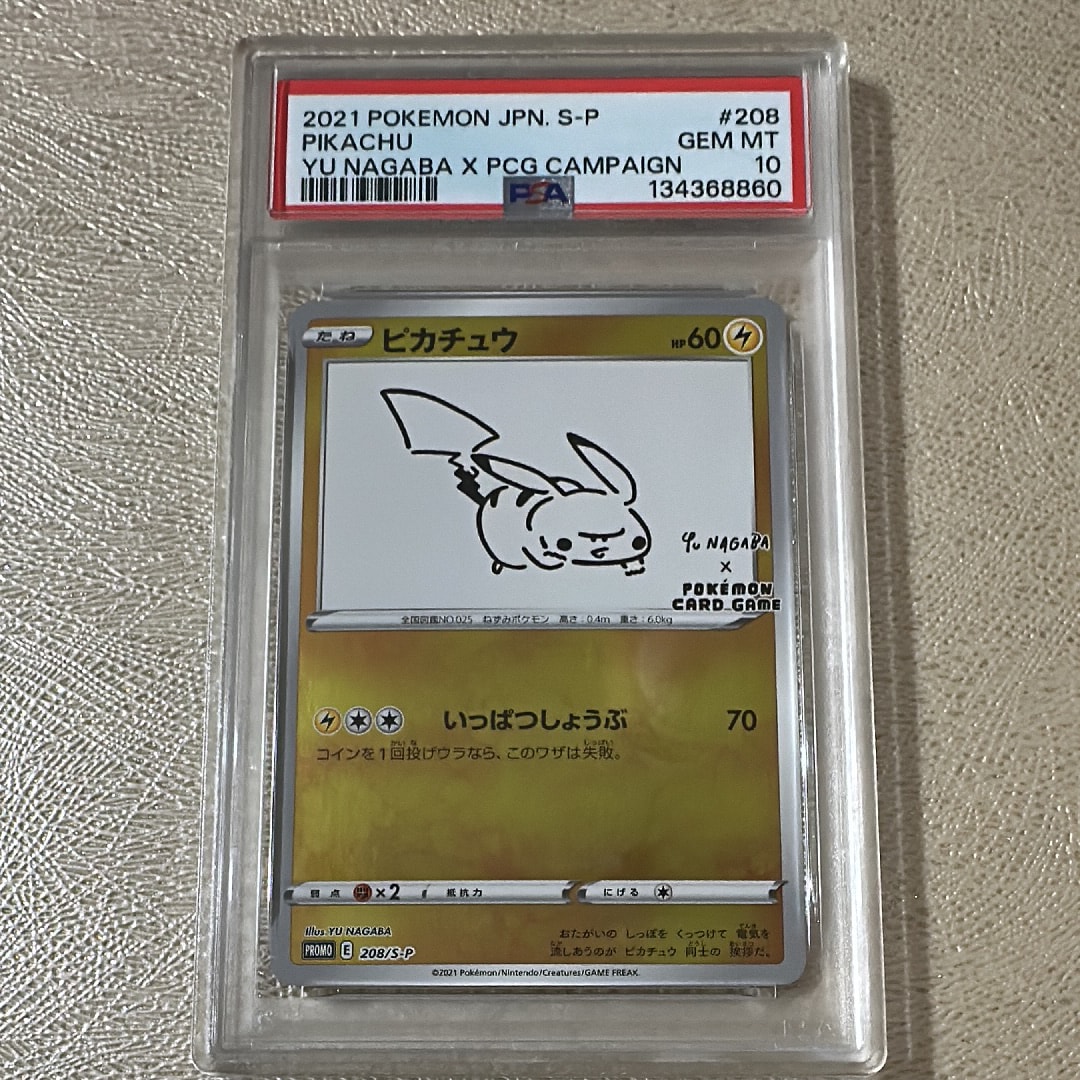 2021 POKEMON JPN. S-P #208
PIKACHU GEM MT
YU NAGABA X PCG CAMPAIGN 10
PSA 134368860
たね ピカチュウ HP60
YU NAGABA
×
POKÉMON
CARD GAME
全国図鑑NO.025 ねずみポケモン 高さ:0.4m 重さ:6.0kg
いっぱつしょうぶ 70
コインを1回投げウラなら、このワザは失敗。
弱点 ×2 抵抗力 にげる
Illus. YU NAGABA
おたがいの しっぽを くっつけて 電気を
PROMO E 208/S-P 流しあうのが ピカチュウ 同士の 挨拶だ。
©2021 Pokémon/Nintendo/Creatures/GAME FREAK.